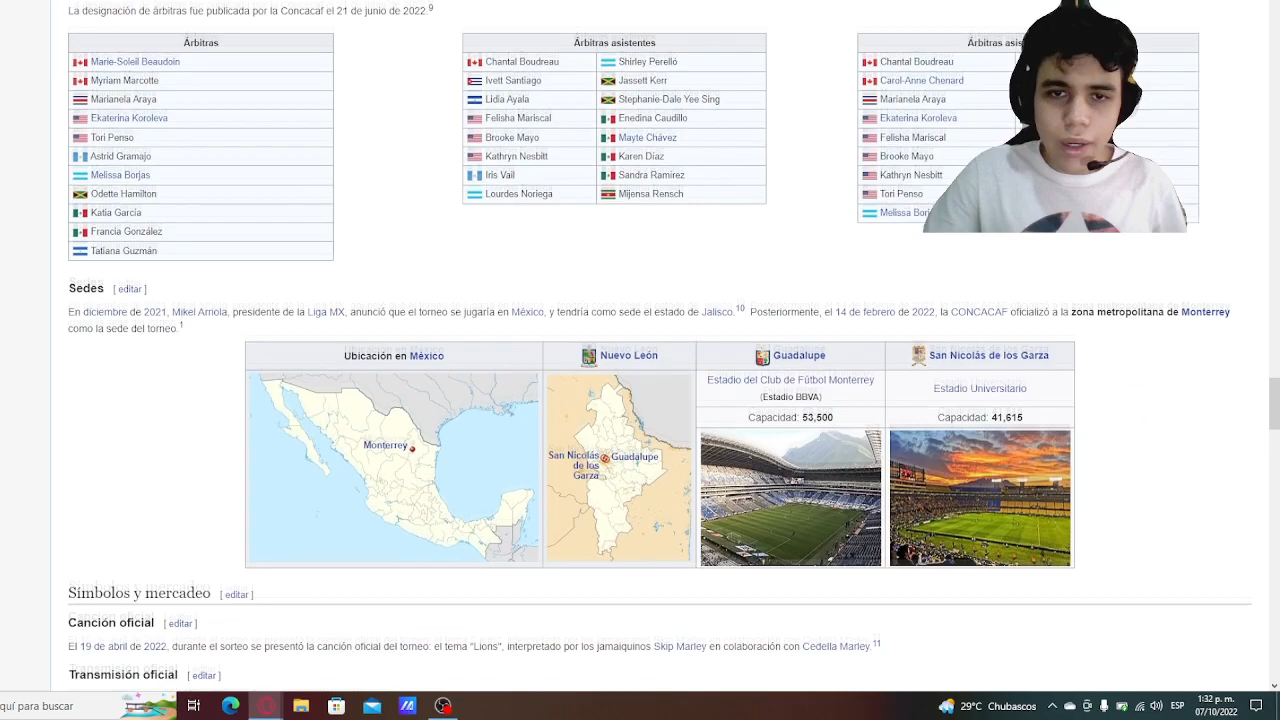 La designación de árbitras fue publicada por la Concacaf el 21 de junio de 2022.9
Árbitras
Marie-Soleil Beaudoin
Myriam Marcotte
Marianela Araya
Ekaterina Koroleva
Tori Penso
Astrid Gramajo
Melissa Borjas
Odette Hamilton
Katia García
Francia González
Tatiana Guzmán
Árbitras asistentes
Chantal Boudreau Shirley Perelló
Ivett Santiago Jassett Kerr
Lidia Ayala Stephanie-Dale Yee Sing
Felisha Mariscal Enedina Caudillo
Brooke Mayo Mayte Chávez
Kathryn Nesbitt Karen Díaz
Iris Vail Sandra Ramírez
Lourdes Noriega Mijensa Rensch
Árbitras
Chantal Boudreau
Carol-Anne Chenard
Marianela Araya
Ekaterina Koroleva
Felisha Mariscal
Brooke Mayo
Kathryn Nesbitt
Tori Penso
Melissa
Sedes [ editar ]
En diciembre de 2021, Mikel Arriola, presidente de la Liga MX, anunció que el torneo se jugaría en México, y tendría como sede el estado de Jalisco.10 Posteriormente, el 14 de febrero de 2022, la CONCACAF oficializó a la zona metropolitana de Monterrey
como la sede del torneo.1
Ubicación en México Nuevo León Guadalupe San Nicolás de los Garza
Estadio del Club de Fútbol Monterrey
(Estadio BBVA)
Estadio Universitario
Capacidad: 53,500 Capacidad: 41,615
Monterrey
San Nicolás
de los
Garza
Guadalupe
Símbolos y mercadeo [ editar ]
Canción oficial [ editar ]
El 19 de abril de 2022, durante el sorteo se presentó la canción oficial del torneo: el tema "Lions", interpretado por los jamaiquinos Skip Marley en colaboración con Cedella Marley.11
Transmisión oficial [ editar ]
quí para buscar
29°C Chubascos
ESP
1:32 p. m.
07/10/2022